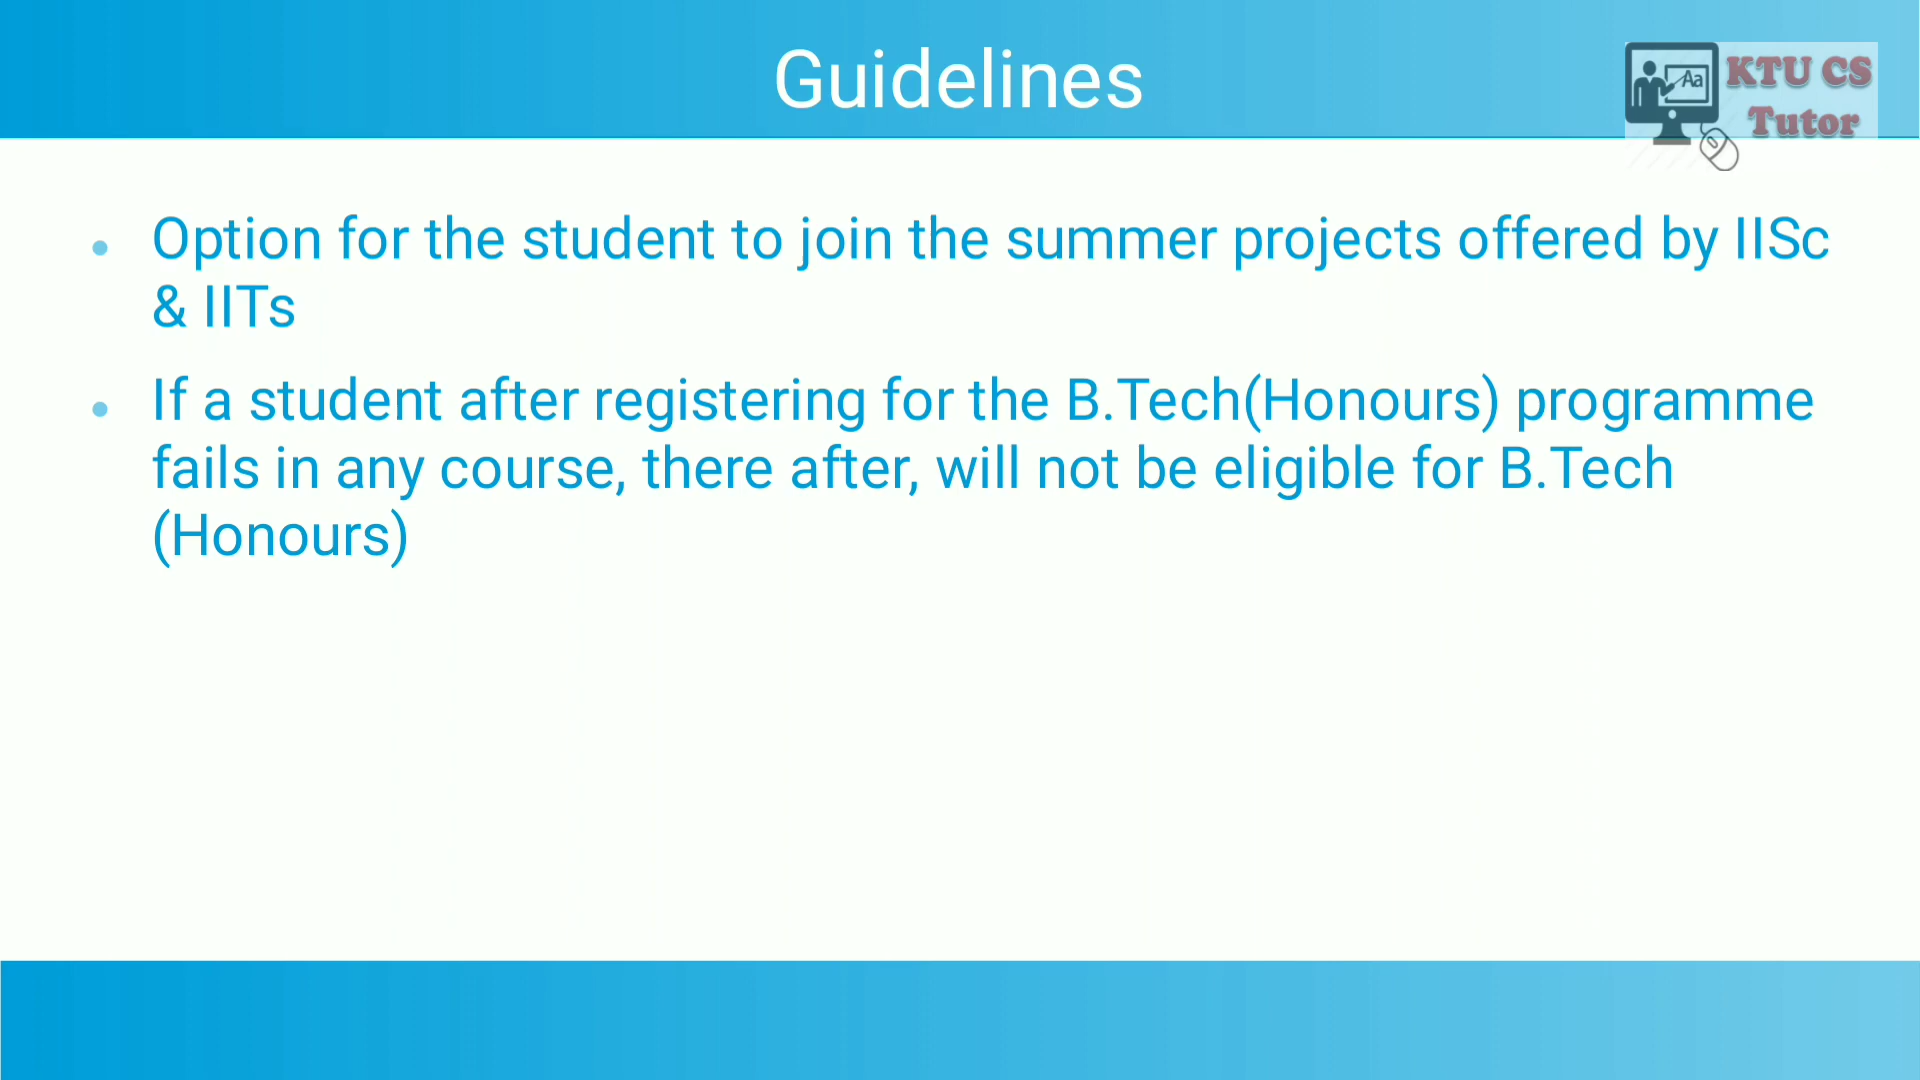 Guidelines
Aa
KTU CS
Tutor
Option for the student to join the summer projects offered by IISc
& IITs
If a student after registering for the B.Tech(Honours) programme
fails in any course, there after, will not be eligible for B.Tech
(Honours)